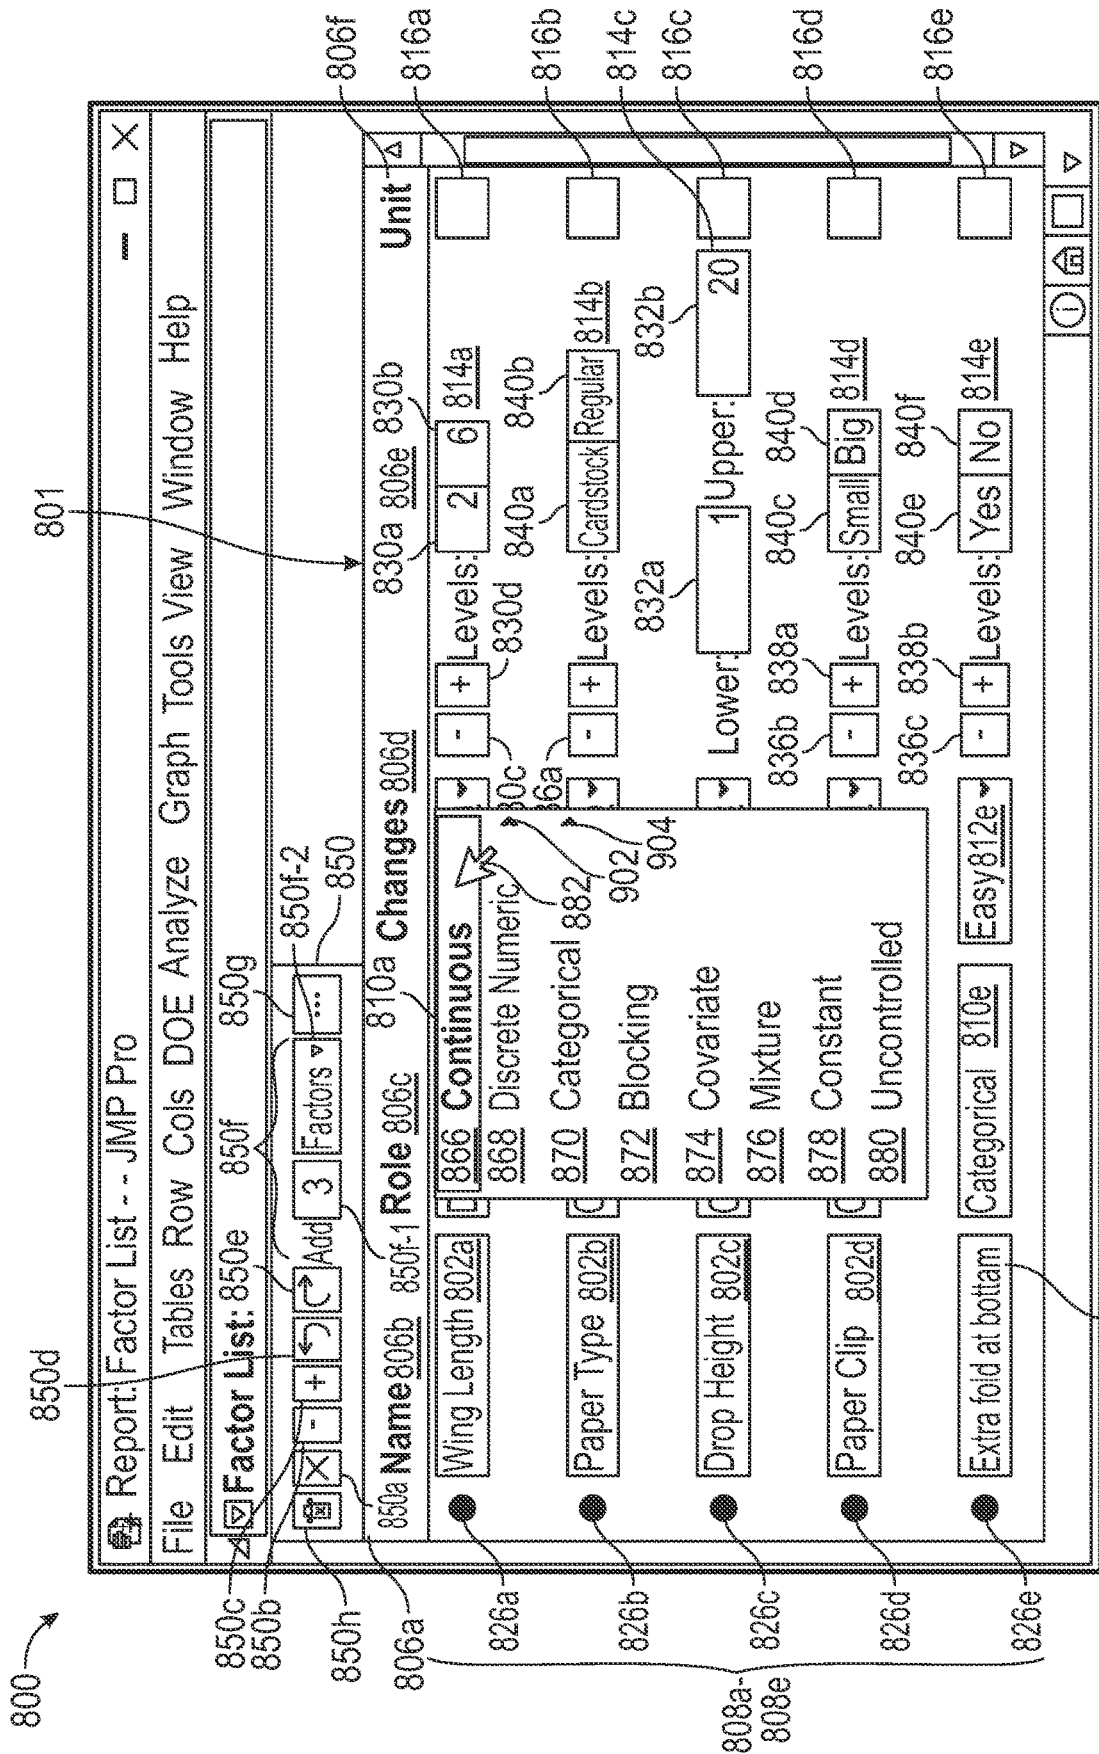 800
801
Report:Factor List - - JMP Pro
File Edit Tables Row Cols DOE Analyze Graph Tools View Window Help
850d
850c
850b
Factor List: 850e 850f 850g
- + Add 3 Factors ...
850f-2
850
850h
850a
806a
Name 806b 850f-1 Role 806c 810a Changes 806d 830a 806e 830b Unit
806f
826a Wing Length 802a - + Levels: 2 6 814a 816a
830c 830d
826b Paper Type 802b - + Levels: Cardstock Regular 814b 816b
840a 840b
826c Drop Height 802c Lower: 1 Upper: 20 814c 816c
832a 832b
826d Paper Clip 802d - + Levels: Small Big 814d 816d
836b 838a 840c 840d
826e Extra fold at bottam Categorical 810e Easy 812e - + Levels: Yes No 814e 816e
836c 838b 840e 840f
866 Continuous
868 Discrete Numeric
870 Categorical
872 Blocking
874 Covariate
876 Mixture
878 Constant
880 Uncontrolled
882
902
904
808a-
808e